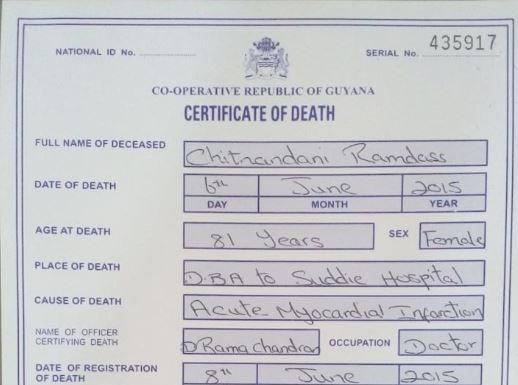 NATIONAL ID No. ....................
SERIAL No. 435917
CO-OPERATIVE REPUBLIC OF GUYANA
CERTIFICATE OF DEATH
FULL NAME OF DECEASED Chitnandani Ramdass
DATE OF DEATH 6th June 2015
DAY MONTH YEAR
AGE AT DEATH 81 Years SEX Female
PLACE OF DEATH D.B.A to Suddie Hospital
CAUSE OF DEATH Acute Myocardial Infarction
NAME OF OFFICER CERTIFYING DEATH D Rama chandran OCCUPATION Doctor
DATE OF REGISTRATION OF DEATH 8th June 2015